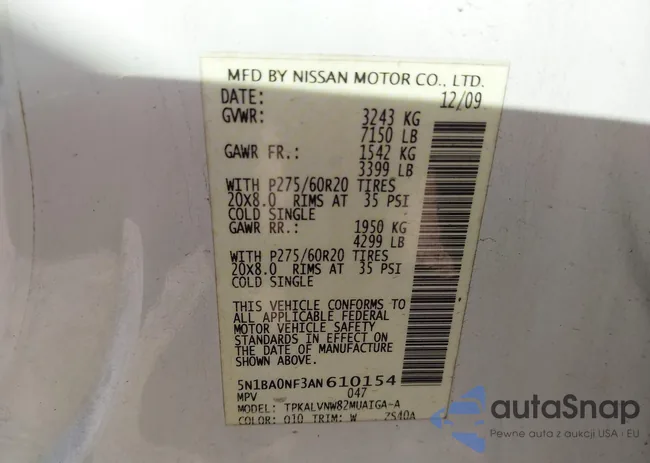 MFD BY NISSAN MOTOR CO., LTD.
DATE: 12/09
GVWR: 3243 KG
7150 LB
GAWR FR.: 1542 KG
3399 LB
WITH P275/60R20 TIRES
20X8.0 RIMS AT 35 PSI
COLD SINGLE
GAWR RR.: 1950 KG
4299 LB
WITH P275/60R20 TIRES
20X8.0 RIMS AT 35 PSI
COLD SINGLE
THIS VEHICLE CONFORMS TO
ALL APPLICABLE FEDERAL
MOTOR VEHICLE SAFETY
STANDARDS IN EFFECT ON
THE DATE OF MANUFACTURE
SHOWN ABOVE.
5N1BA0NF3AN610154
MPV 047
MODEL: TPKALVNW82MUAIGA-A
COLOR: Q10 TRIM: W ZS40A
autoSnap
Pewne auta z aukcji USA i EU